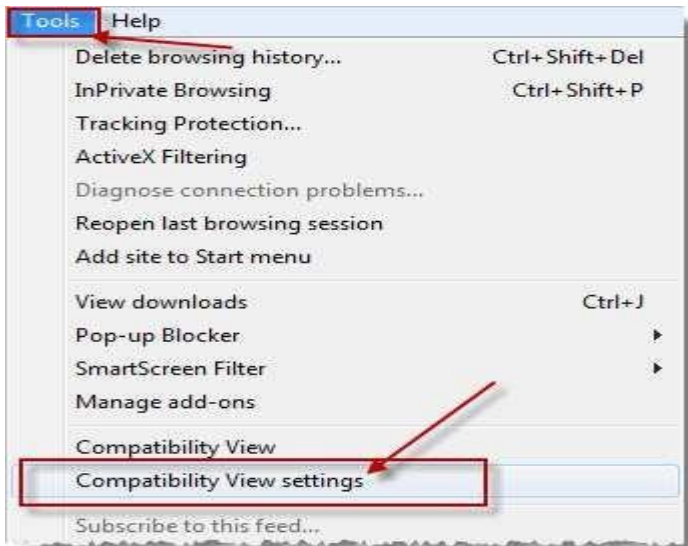 Tools Help
Delete browsing history... Ctrl+Shift+Del
InPrivate Browsing Ctrl+Shift+P
Tracking Protection...
ActiveX Filtering
Diagnose connection problems...
Reopen last browsing session
Add site to Start menu
View downloads Ctrl+J
Pop-up Blocker
SmartScreen Filter
Manage add-ons
Compatibility View
Compatibility View settings
Subscribe to this feed...